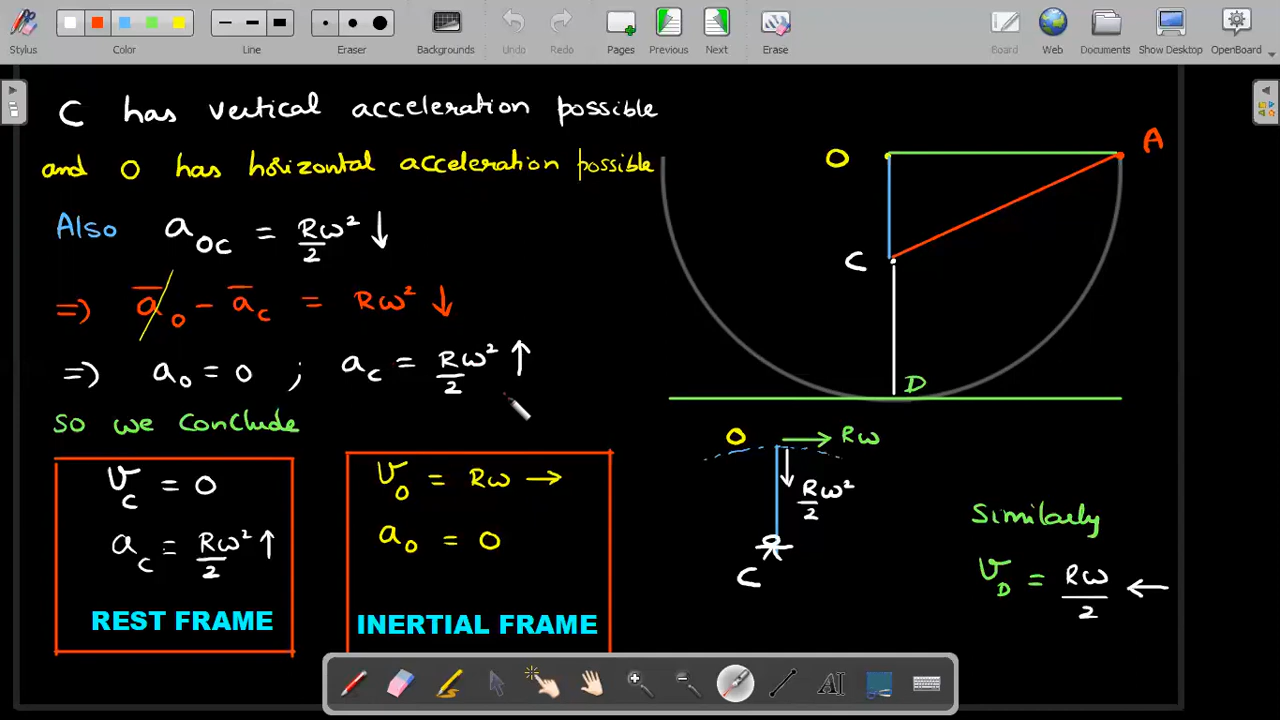 Stylus
Color
Line
Eraser
Backgrounds
Undo
Redo
Pages
Previous
Next
Erase
Board
Web
Documents
Show Desktop
OpenBoard
C has vertical acceleration possible
and O has horizontal acceleration possible
Also a_OC = Rω²/2 ↓
=> a̅_O - a̅_C = Rω² ↓
=> a_O = 0 ; a_C = Rω²/2 ↑
So we conclude
V_C = 0
a_C = Rω²/2 ↑
REST FRAME
V_O = Rω →
a_O = 0
INERTIAL FRAME
O
A
C
D
O → Rω
↓ Rω²/2
C
Similarly
V_D = Rω/2 ←
AI